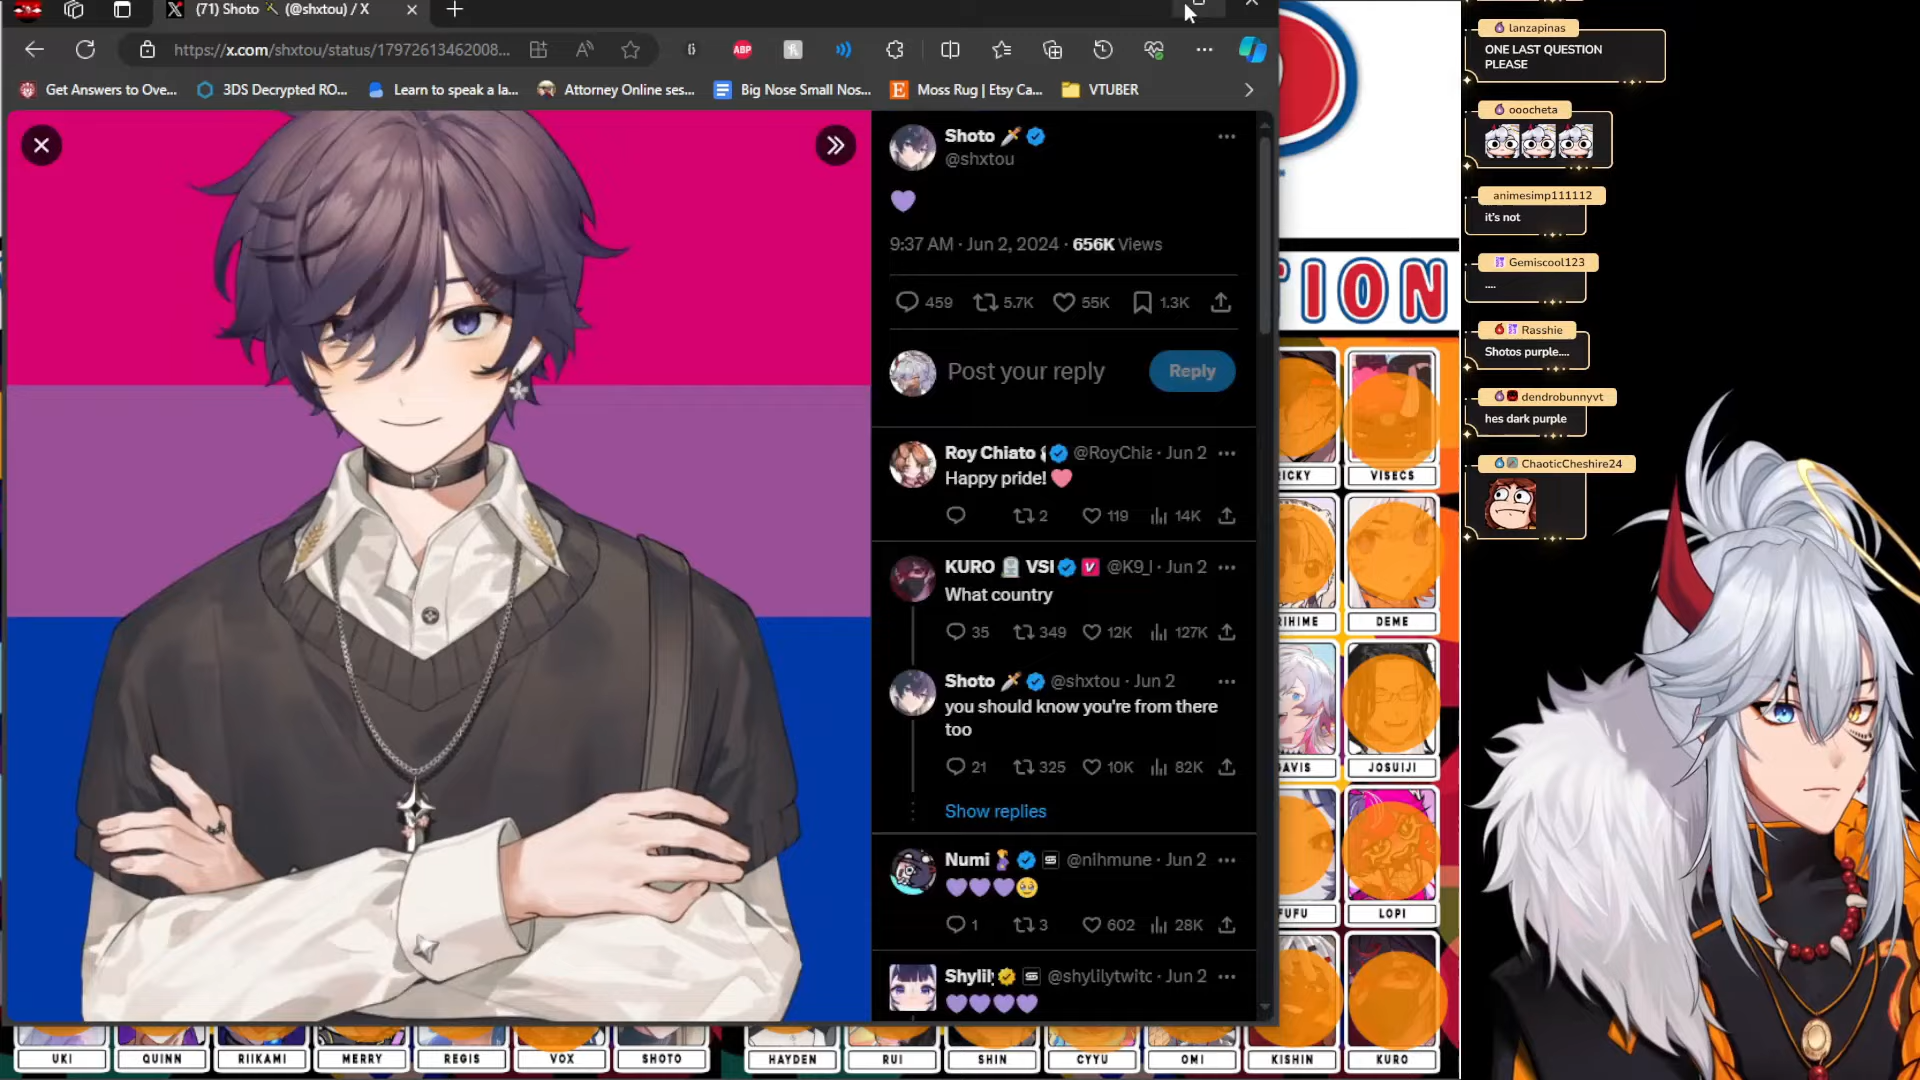 (71) Shoto 🗡 (@shxtou) / X
https://x.com/shxtou/status/17972613462008...
Get Answers to Ove...
3DS Decrypted RO...
Learn to speak a la...
Attorney Online ses...
Big Nose Small Nos...
Moss Rug | Etsy Ca...
VTUBER
Shoto 🗡
@shxtou
💜
9:37 AM · Jun 2, 2024 · 656K Views
459 5.7K 55K 1.3K
Post your reply
Reply
Roy Chiato @RoyChia · Jun 2
Happy pride! ❤
2 119 14K
KURO 🪦 VSI @K9_ · Jun 2
What country
35 349 12K 127K
Shoto 🗡 @shxtou · Jun 2
you should know you're from there
too
21 325 10K 82K
Show replies
Numi @nihmune · Jun 2
💜💜💜🥹
1 3 602 28K
Shylil @shylilytwitc · Jun 2
💜💜💜💜
TION
ICKY
VISECS
RIHIME
DEME
DAVIS
JOSUIJI
FUFU
LOPI
UKI
QUINN
RIIKAMI
MERRY
REGIS
VOX
SHOTO
HAYDEN
RUI
SHIN
CYYU
OMI
KISHIN
KURO
lanzapinas
ONE LAST QUESTION
PLEASE
ooocheta
animesimp111112
it's not
Gemiscool123
....
Rasshie
Shotos purple....
dendrobunnyvt
hes dark purple
ChaoticCheshire24